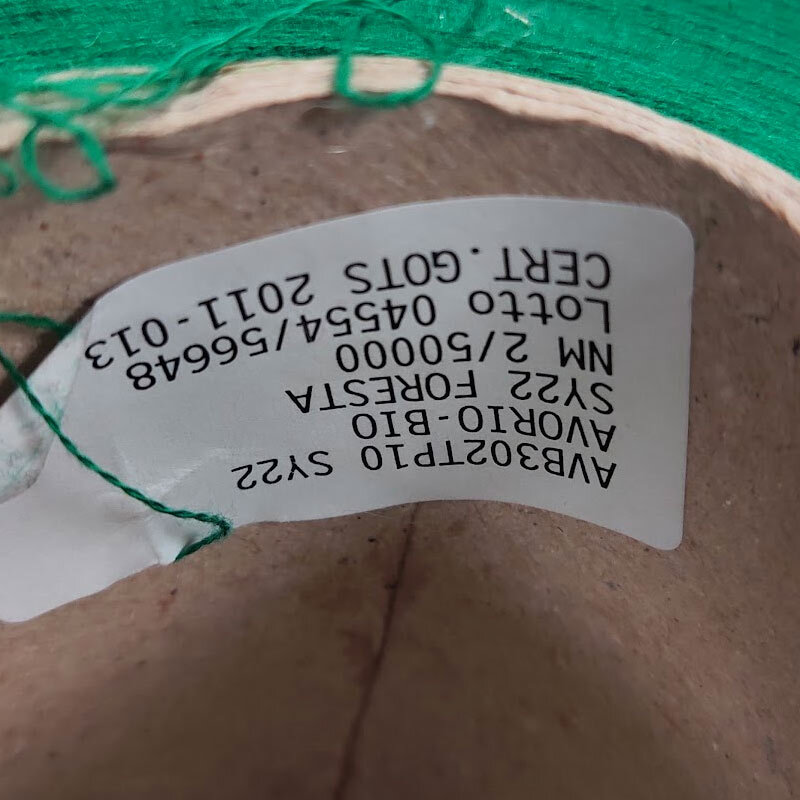 AVB302TP10 SY22
AVORIO-BIO
SY22 FORESTA
NM 2/50000
Lotto 04554/56648
CERT.GOTS 2011-013